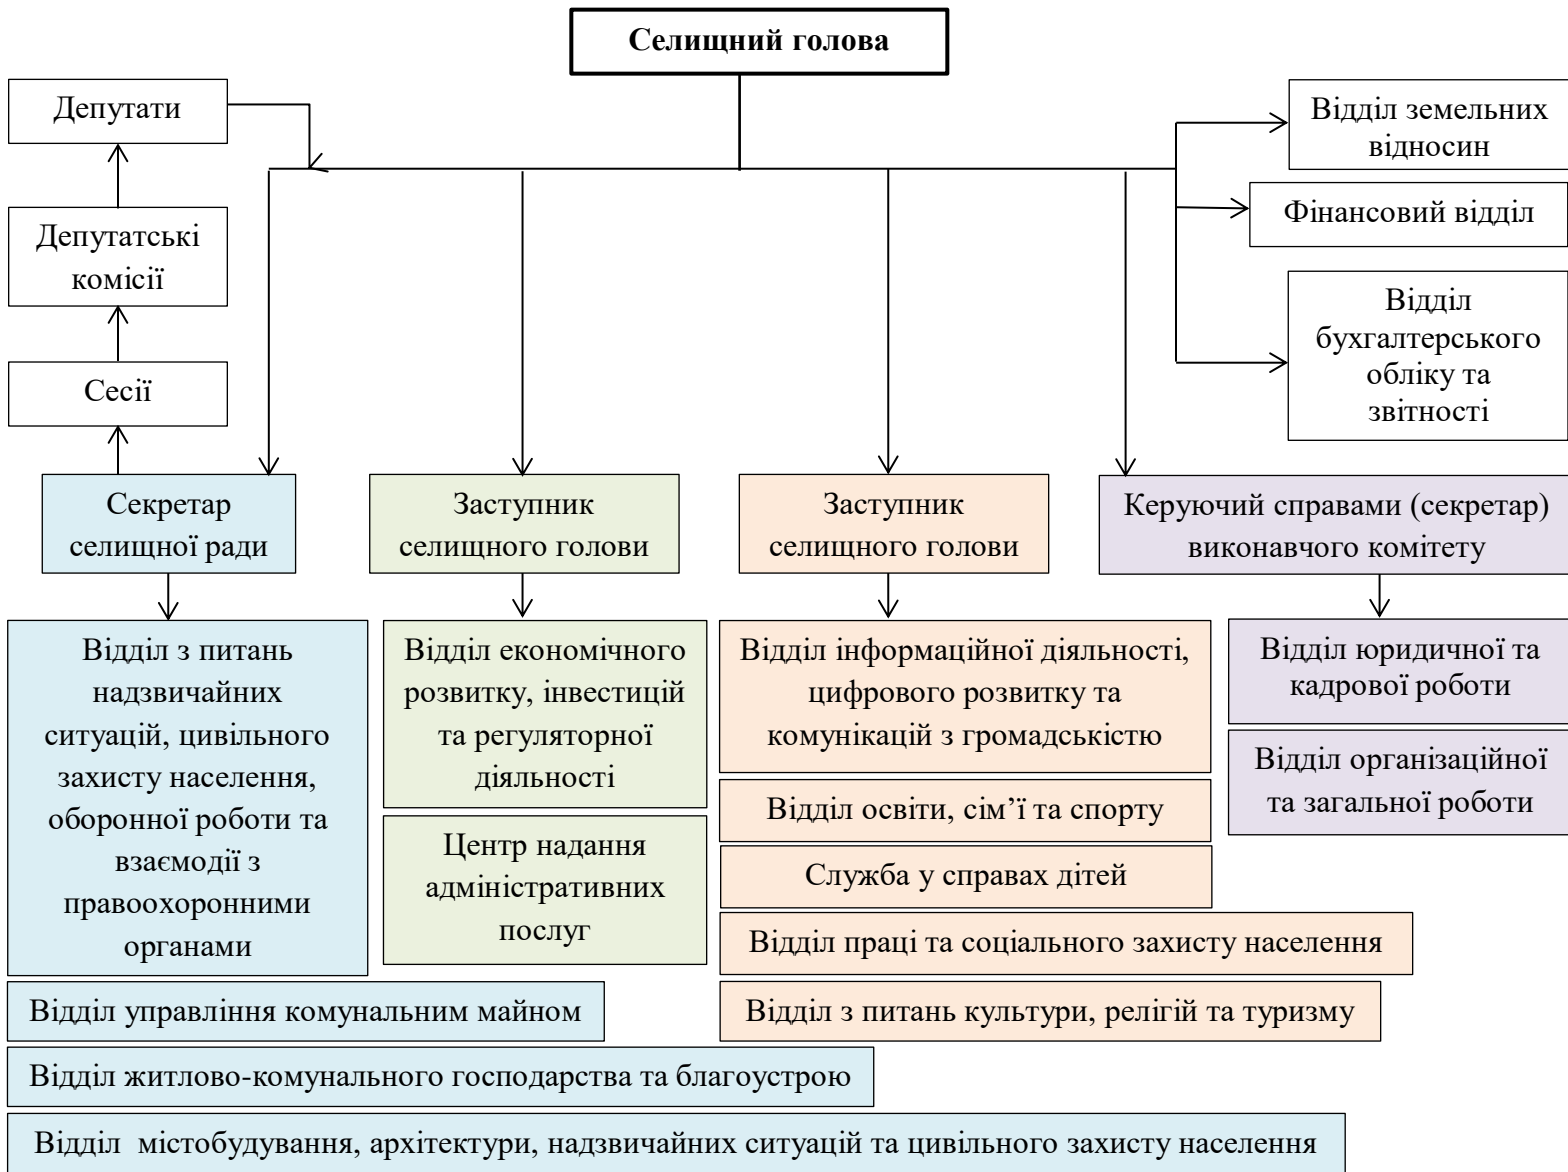 Селищний голова
Депутати
Депутатські
комісії
Сесії
Відділ земельних
відносин
Фінансовий відділ
Відділ
бухгалтерського
обліку та
звітності
Секретар
селищної ради
Заступник
селищного голови
Заступник
селищного голови
Керуючий справами (секретар)
виконавчого комітету
Відділ з питань
надзвичайних
ситуацій, цивільного
захисту населення,
оборонної роботи та
взаємодії з
правоохоронними
органами
Відділ управління комунальним майном
Відділ житлово-комунального господарства та благоустрою
Відділ  містобудування, архітектури, надзвичайних ситуацій та цивільного захисту населення
Відділ економічного
розвитку, інвестицій
та регуляторної
діяльності
Центр надання
адміністративних
послуг
Відділ інформаційної діяльності,
цифрового розвитку та
комунікацій з громадськістю
Відділ освіти, сім’ї та спорту
Служба у справах дітей
Відділ праці та соціального захисту населення
Відділ з питань культури, релігій та туризму
Відділ юридичної та
кадрової роботи
Відділ організаційної
та загальної роботи